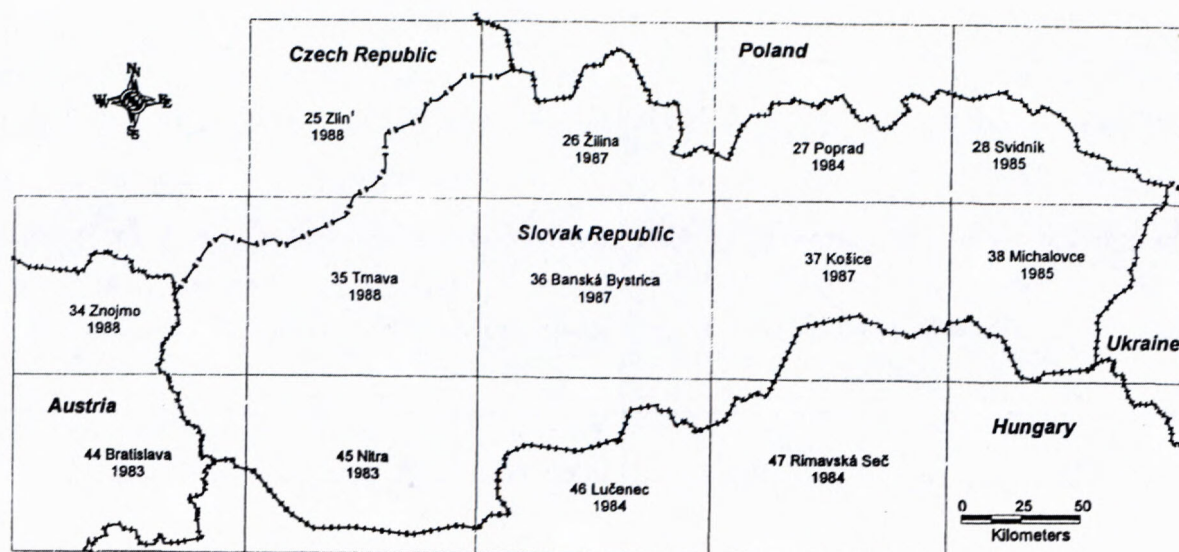 Czech Republic
Poland
N
W E
S
25 Zlín
1988
26 Žilina
1987
27 Poprad
1984
28 Svidník
1985
Slovak Republic
34 Znojmo
1988
35 Trnava
1988
36 Banská Bystrica
1987
37 Košice
1987
38 Michalovce
1985
Ukraine
Austria
Hungary
44 Bratislava
1983
45 Nitra
1983
46 Lučenec
1984
47 Rimavská Seč
1984
0 25 50
Kilometers